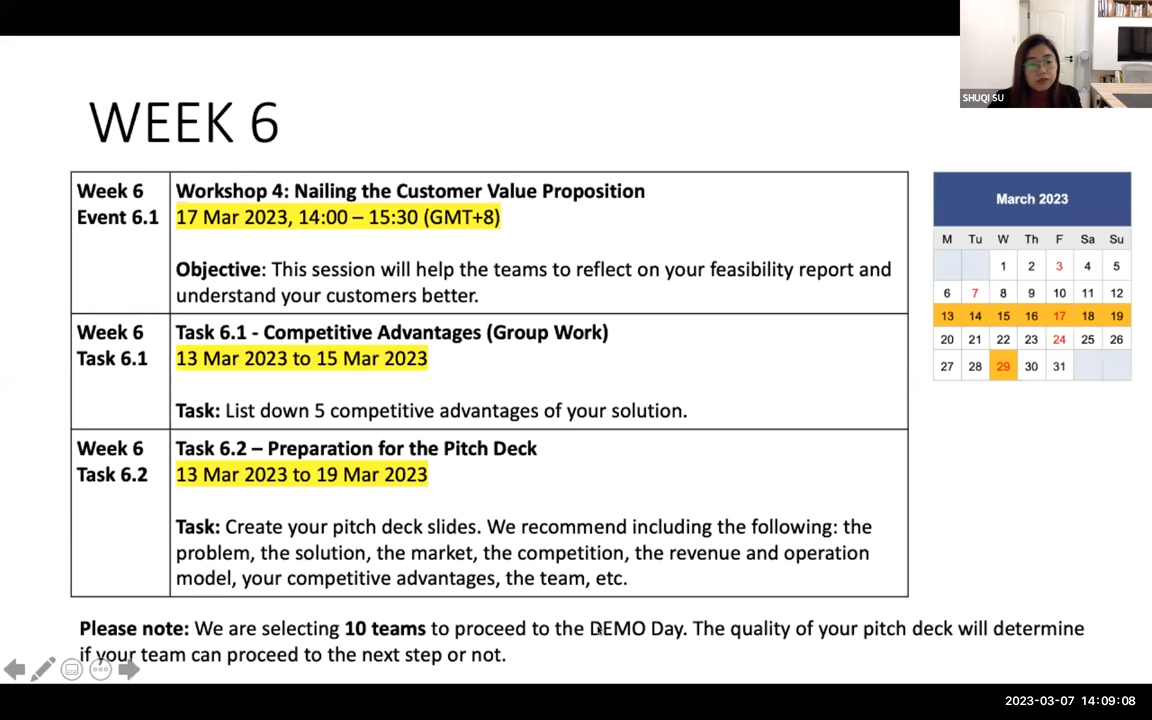 SHUQI SU
WEEK 6
Week 6
Event 6.1
Workshop 4: Nailing the Customer Value Proposition
17 Mar 2023, 14:00 – 15:30 (GMT+8)
Objective: This session will help the teams to reflect on your feasibility report and
understand your customers better.
Week 6
Task 6.1
Task 6.1 - Competitive Advantages (Group Work)
13 Mar 2023 to 15 Mar 2023
Task: List down 5 competitive advantages of your solution.
Week 6
Task 6.2
Task 6.2 – Preparation for the Pitch Deck
13 Mar 2023 to 19 Mar 2023
Task: Create your pitch deck slides. We recommend including the following: the
problem, the solution, the market, the competition, the revenue and operation
model, your competitive advantages, the team, etc.
March 2023
M Tu W Th F Sa Su
1 2 3 4 5
6 7 8 9 10 11 12
13 14 15 16 17 18 19
20 21 22 23 24 25 26
27 28 29 30 31
Please note: We are selecting 10 teams to proceed to the DEMO Day. The quality of your pitch deck will determine
if your team can proceed to the next step or not.
2023-03-07 14:09:08